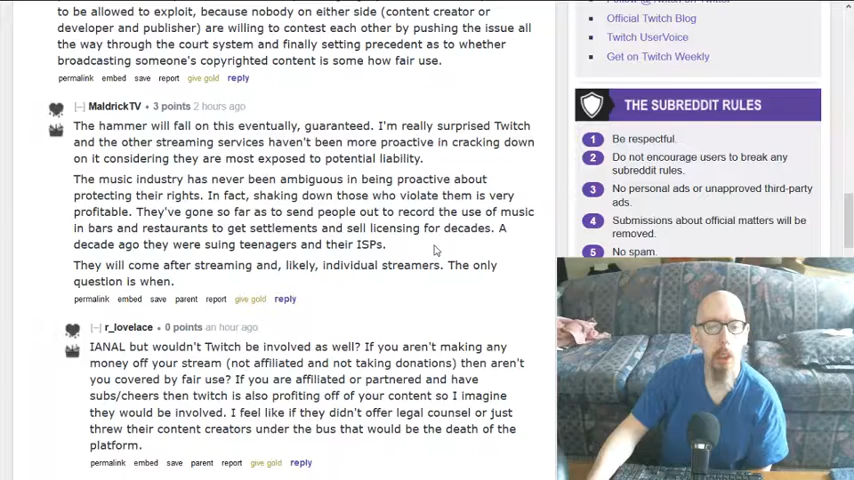 to be allowed to exploit, because nobody on either side (content creator or
developer and publisher) are willing to contest each other by pushing the issue all
the way through the court system and finally setting precedent as to whether
broadcasting someone's copyrighted content is some how fair use.
permalink embed save report give gold reply
[–] MaldrickTV • 3 points 2 hours ago
The hammer will fall on this eventually, guaranteed. I'm really surprised Twitch
and the other streaming services haven't been more proactive in cracking down
on it considering they are most exposed to potential liability.
The music industry has never been ambiguous in being proactive about
protecting their rights. In fact, shaking down those who violate them is very
profitable. They've gone so far as to send people out to record the use of music
in bars and restaurants to get settlements and sell licensing for decades. A
decade ago they were suing teenagers and their ISPs.
They will come after streaming and, likely, individual streamers. The only
question is when.
permalink embed save parent report give gold reply
[–] r_lovelace • 0 points an hour ago
IANAL but wouldn't Twitch be involved as well? If you aren't making any
money off your stream (not affiliated and not taking donations) then aren't
you covered by fair use? If you are affiliated or partnered and have
subs/cheers then twitch is also profiting off of your content so I imagine
they would be involved. I feel like if they didn't offer legal counsel or just
threw their content creators under the bus that would be the death of the
platform.
permalink embed save parent report give gold reply
Official Twitch Blog
Twitch UserVoice
Get on Twitch Weekly
THE SUBREDDIT RULES
1 Be respectful.
2 Do not encourage users to break any
subreddit rules.
3 No personal ads or unapproved third-party
ads.
4 Submissions about official matters will be
removed.
5 No spam.